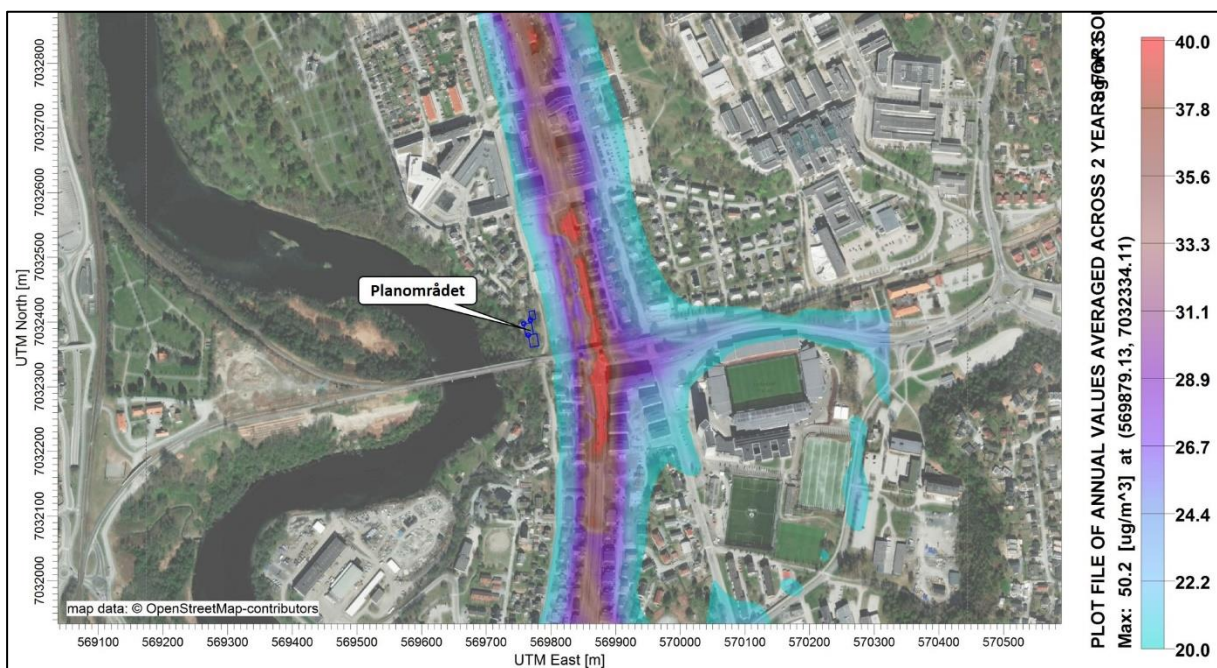 7032800
7032700
7032600
7032500
7032400
7032300
7032200
7032100
7032000
UTM North [m]
Planområdet
map data: © OpenStreetMap-contributors
569100 569200 569300 569400 569500 569600 569700 569800 569900 570000 570100 570200 570300 570400 570500
UTM East [m]
PLOT FILE OF ANNUAL VALUES AVERAGED ACROSS 2 YEARS FOR SOU
Max: 50.2 [ug/m^3] at (569879.13, 7032334.11)
40.0
37.8
35.6
33.3
31.1
28.9
26.7
24.4
22.2
20.0